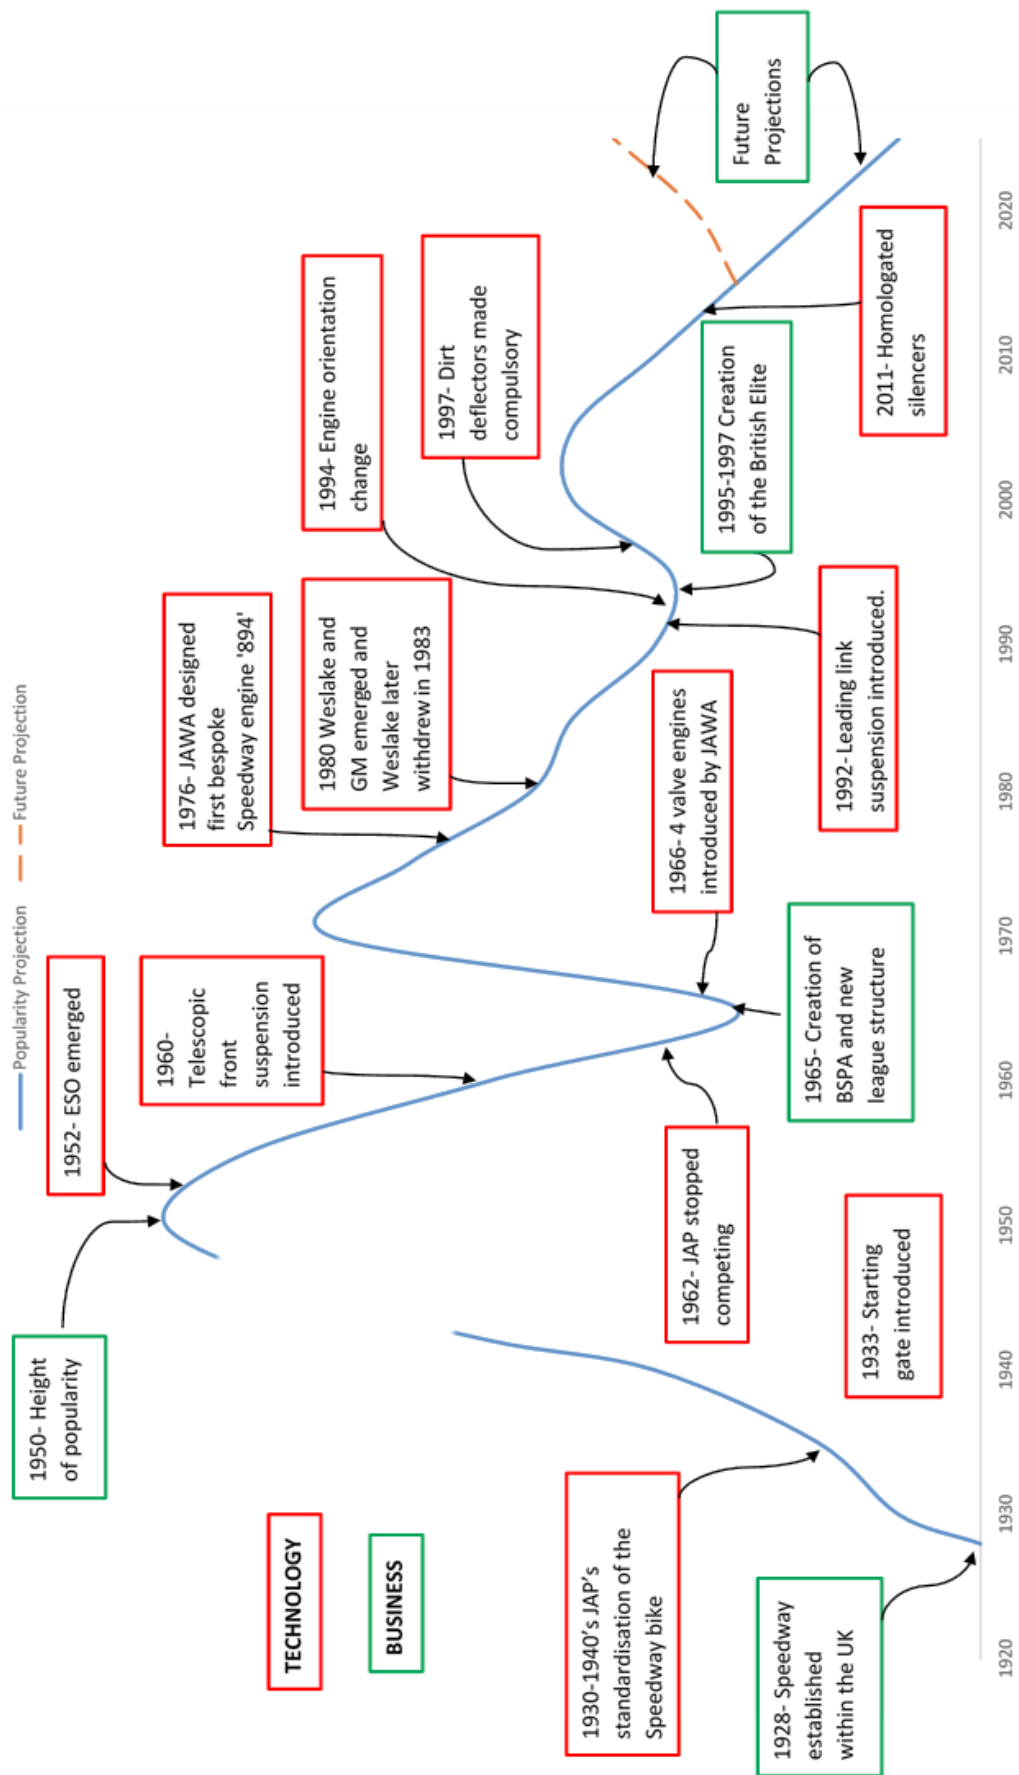 Popularity Projection
Future Projection
1950- Height
of popularity
1952- ESO emerged
1960-
Telescopic
front
suspension
introduced
1976- JAWA designed
first bespoke
Speedway engine '894'
1980 Weslake and
GM emerged and
Weslake later
withdrew in 1983
1994- Engine orientation
change
1997- Dirt
deflectors made
compulsory
Future
Projections
TECHNOLOGY
BUSINESS
1930-1940's JAP's
standardisation of the
Speedway bike
1928- Speedway
established
within the UK
1933- Starting
gate introduced
1962- JAP stopped
competing
1965- Creation of
BSPA and new
league structure
1966- 4 valve engines
introduced by JAWA
1992-Leading link
suspension introduced.
1995-1997 Creation
of the British Elite
2011- Homologated
silencers
1920
1930
1940
1950
1960
1970
1980
1990
2000
2010
2020